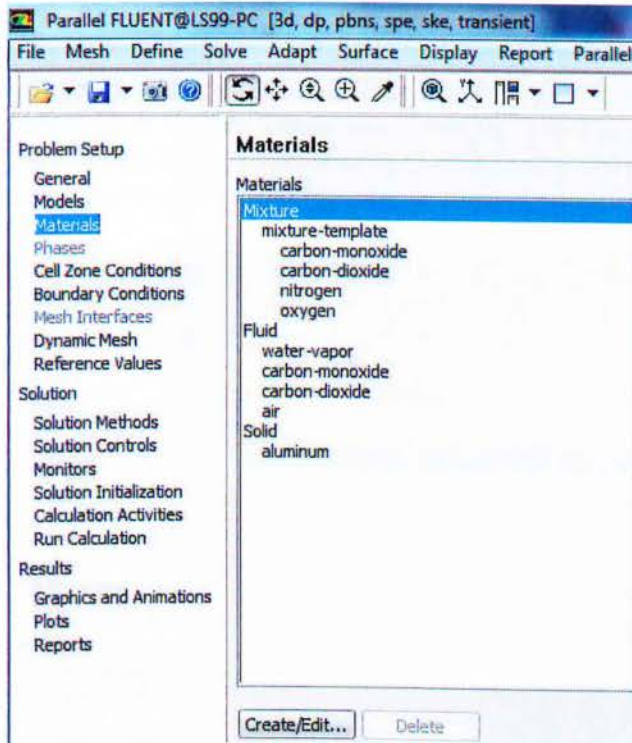 Parallel FLUENT@LS99-PC [3d, dp, pbns, spe, ske, transient]
File Mesh Define Solve Adapt Surface Display Report Parallel
Problem Setup
General
Models
Materials
Phases
Cell Zone Conditions
Boundary Conditions
Mesh Interfaces
Dynamic Mesh
Reference Values
Solution
Solution Methods
Solution Controls
Monitors
Solution Initialization
Calculation Activities
Run Calculation
Results
Graphics and Animations
Plots
Reports
Materials
Materials
Mixture
mixture-template
carbon-monoxide
carbon-dioxide
nitrogen
oxygen
Fluid
water-vapor
carbon-monoxide
carbon-dioxide
air
Solid
aluminum
Create/Edit... Delete